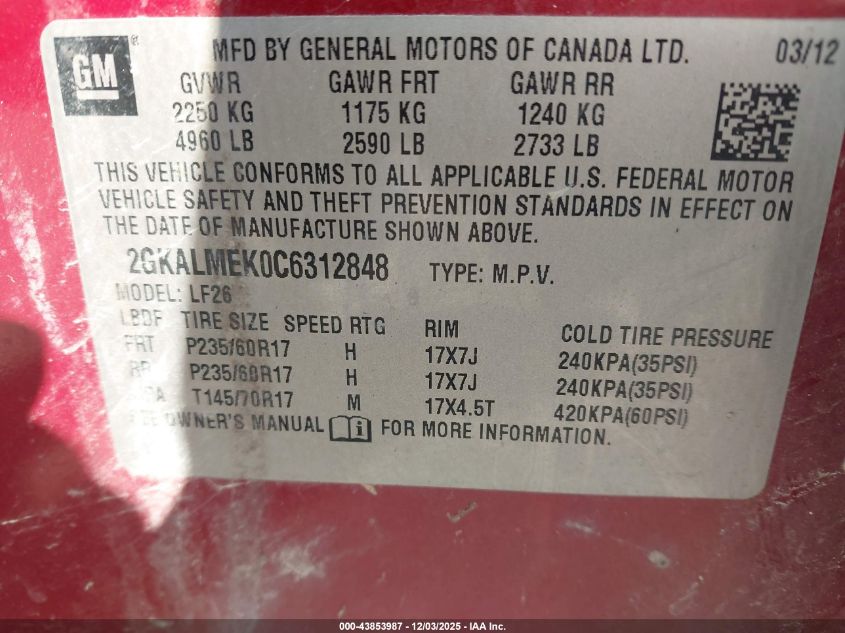 GM
MFD BY GENERAL MOTORS OF CANADA LTD. 03/12
GVWR GAWR FRT GAWR RR
2250 KG 1175 KG 1240 KG
4960 LB 2590 LB 2733 LB
THIS VEHICLE CONFORMS TO ALL APPLICABLE U.S. FEDERAL MOTOR
VEHICLE SAFETY AND THEFT PREVENTION STANDARDS IN EFFECT ON
THE DATE OF MANUFACTURE SHOWN ABOVE.
2GKALMEK0C6312848 TYPE: M.P.V.
MODEL: LF26
LBDF TIRE SIZE SPEED RTG RIM COLD TIRE PRESSURE
FRT P235/60R17 H 17X7J 240KPA(35PSI)
RR P235/60R17 H 17X7J 240KPA(35PSI)
T145/70R17 M 17X4.5T 420KPA(60PSI)
OWNER'S MANUAL FOR MORE INFORMATION.
000-43853987 - 12/03/2025 - IAA Inc.